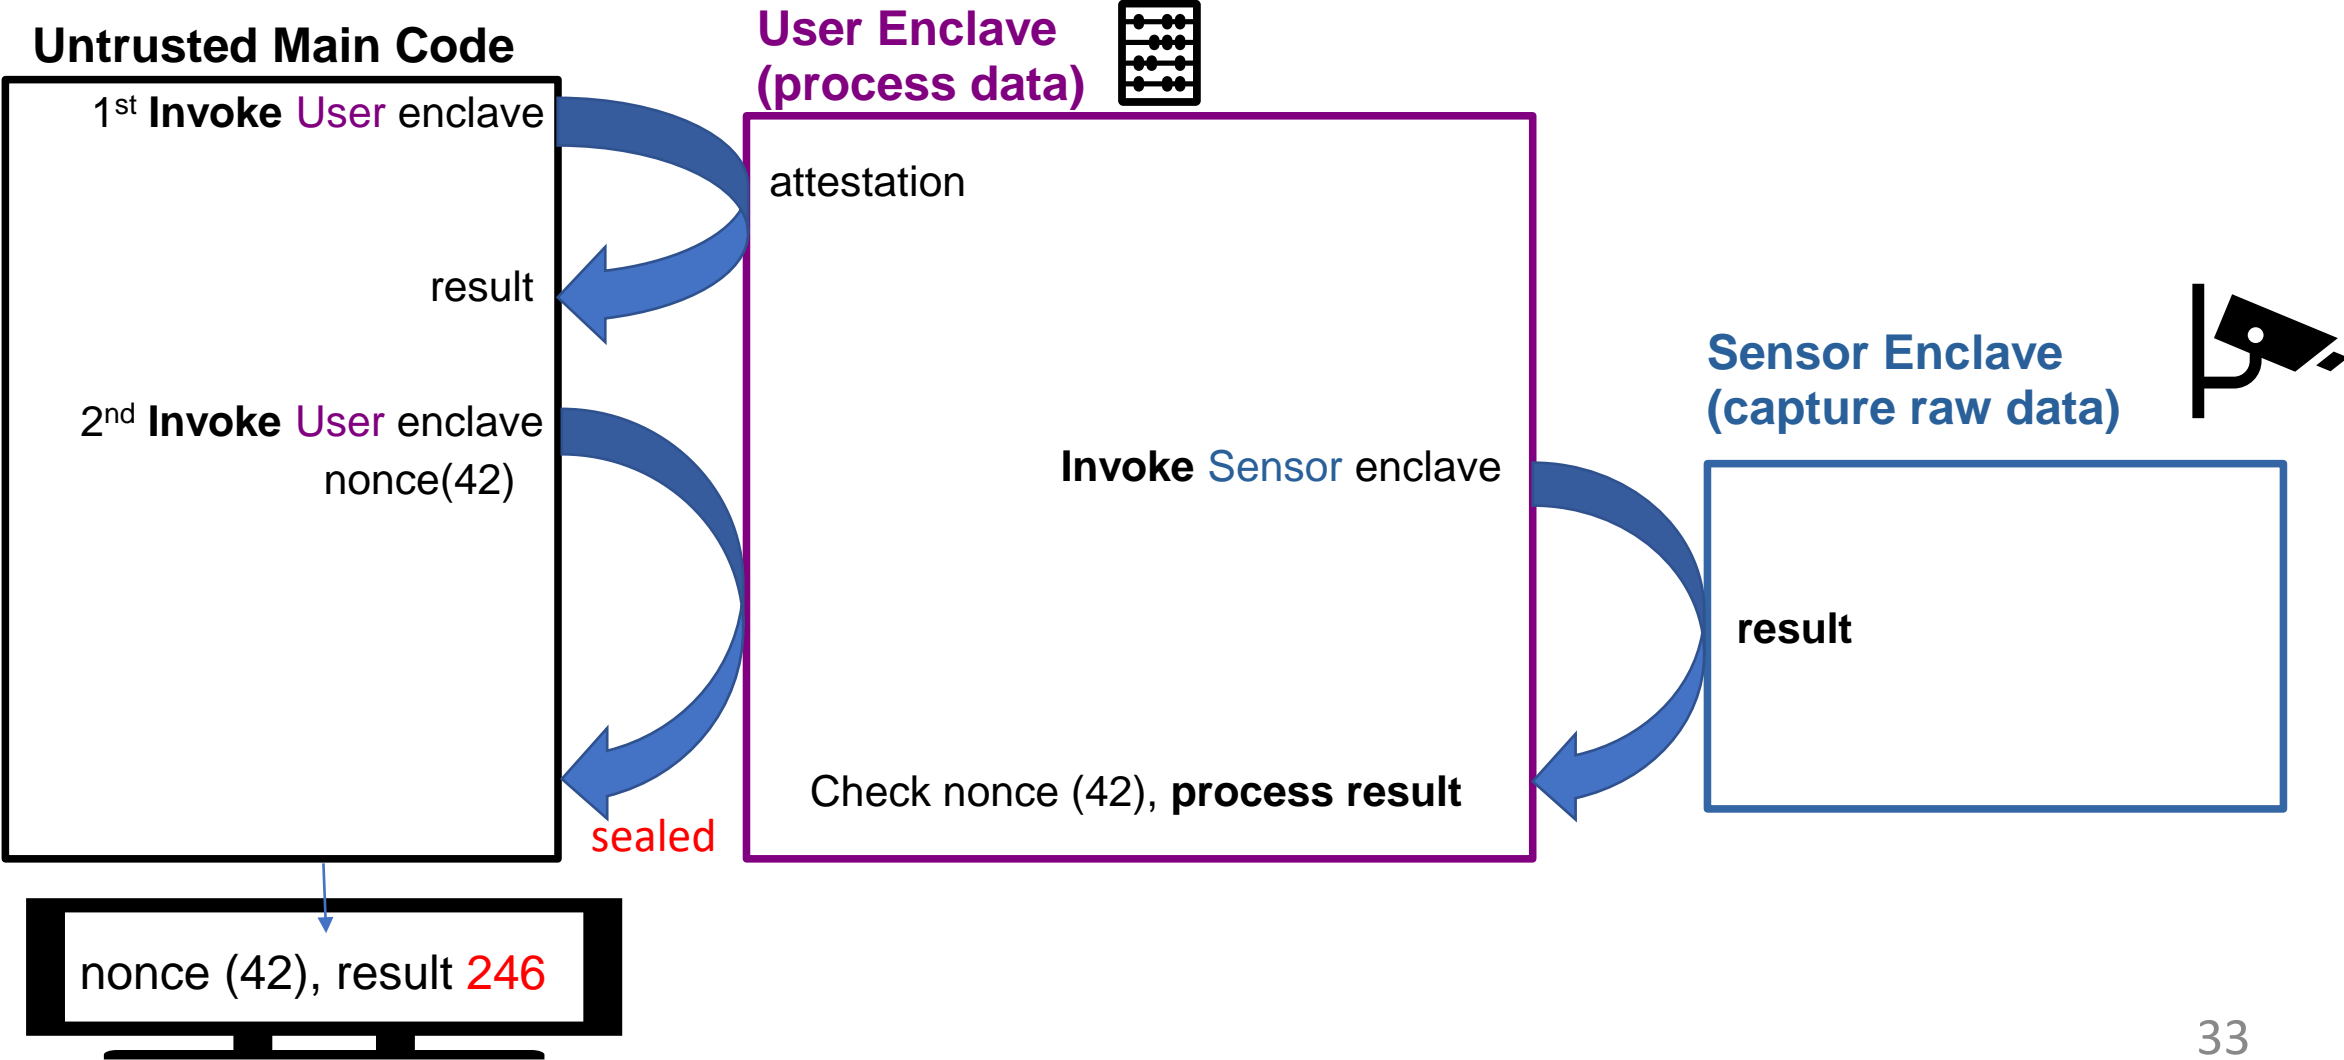 Untrusted Main Code
1st Invoke User enclave
result
2nd Invoke User enclave
nonce(42)
sealed
nonce (42), result 246
User Enclave
(process data)
attestation
Invoke Sensor enclave
Check nonce (42), process result
Sensor Enclave
(capture raw data)
result
33